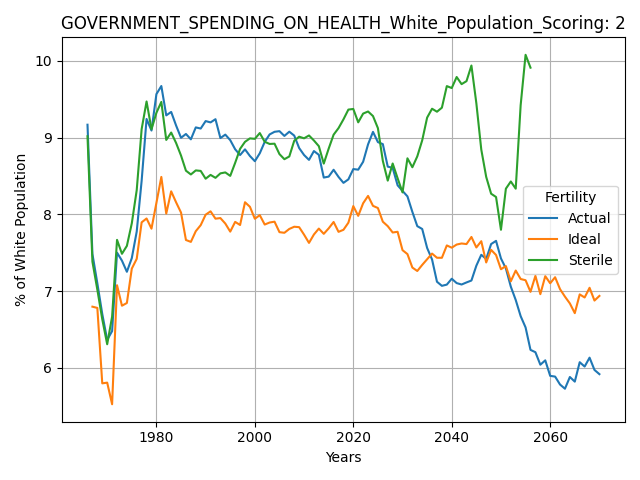 GOVERNMENT_SPENDING_ON_HEALTH_White_Population_Scoring: 2
10
9
8
7
6
% of White Population
Fertility
Actual
Ideal
Sterile
1980 2000 2020 2040 2060
Years